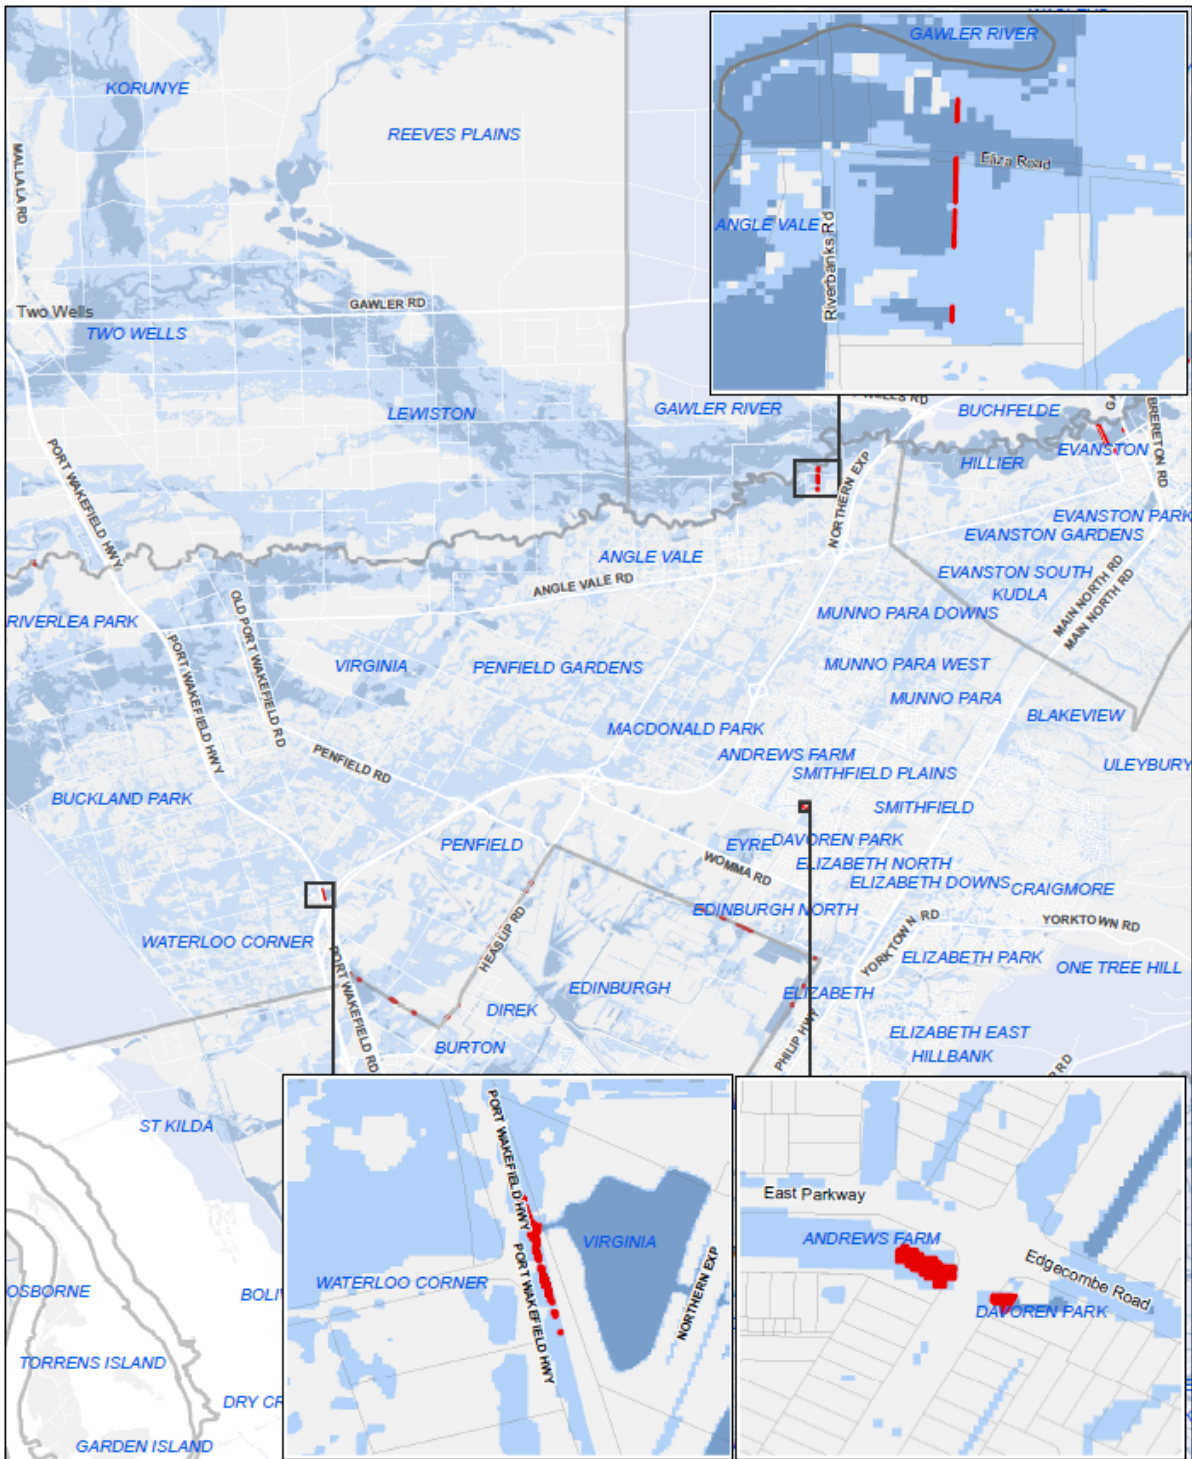 GAWLER RIVER
KORUNYE
REEVES PLAINS
MALLALA RD
Eliza Road
ANGLE VALE
Riverbanks Rd
Two Wells
GAWLER RD
TWO WELLS
LEWISTON
GAWLER RIVER
BUCHFELDE
BRERETON RD
EVANSTON
HILLIER
PORT WAKEFIELD HWY
NORTHERN EXP
EVANSTON PARK
EVANSTON GARDENS
ANGLE VALE
ANGLE VALE RD
EVANSTON SOUTH
KUDLA
MAIN NORTH RD
MAIN NORTH RD
MUNNO PARA DOWNS
RIVERLEA PARK
OLD PORT WAKEFIELD RD
PORT WAKEFIELD HWY
VIRGINIA
PENFIELD GARDENS
MUNNO PARA WEST
MUNNO PARA
BLAKEVIEW
MACDONALD PARK
ANDREWS FARM
ULEYBURY
PENFIELD RD
SMITHFIELD PLAINS
BUCKLAND PARK
SMITHFIELD
PENFIELD
EYRE
DAVOREN PARK
WOMMA RD
ELIZABETH NORTH
ELIZABETH DOWNS
CRAIGMORE
EDINBURGH NORTH
YORKTOWN RD
YORKTOWN RD
HEASLIP RD
WATERLOO CORNER
PORT WAKEFIELD RD
ELIZABETH PARK
ONE TREE HILL
EDINBURGH
ELIZABETH
DIREK
PHILIP HWY
ELIZABETH EAST
BURTON
HILLBANK
ST KILDA
OSBORNE
TORRENS ISLAND
GARDEN ISLAND
PORT WAKEFIELD HWY
VIRGINIA
WATERLOO CORNER
PORT WAKEFIELD HWY
NORTHERN EXP
East Parkway
ANDREWS FARM
Edgecombe Road
DAVOREN PARK